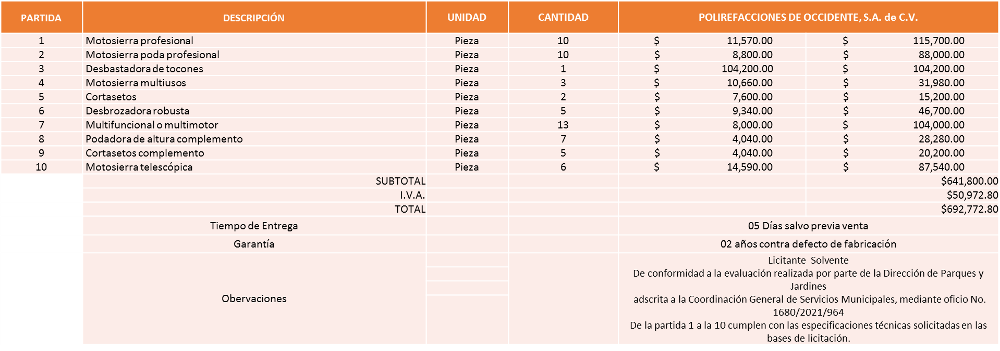 PARTIDA DESCRIPCIÓN UNIDAD CANTIDAD POLIREFACCIONES DE OCCIDENTE, S.A. de C.V.
1 Motosierra profesional Pieza 10 $ 11,570.00 $ 115,700.00
2 Motosierra poda profesional Pieza 10 $ 8,800.00 $ 88,000.00
3 Desbastadora de tocones Pieza 1 $ 104,200.00 $ 104,200.00
4 Motosierra multiusos Pieza 3 $ 10,660.00 $ 31,980.00
5 Cortasetos Pieza 2 $ 7,600.00 $ 15,200.00
6 Desbrozadora robusta Pieza 5 $ 9,340.00 $ 46,700.00
7 Multifuncional o multimotor Pieza 13 $ 8,000.00 $ 104,000.00
8 Podadora de altura complemento Pieza 7 $ 4,040.00 $ 28,280.00
9 Cortasetos complemento Pieza 5 $ 4,040.00 $ 20,200.00
10 Motosierra telescópica Pieza 6 $ 14,590.00 $ 87,540.00
SUBTOTAL $641,800.00
I.V.A. $50,972.80
TOTAL $692,772.80
Tiempo de Entrega 05 Días salvo previa venta
Garantía 02 años contra defecto de fabricación
Obervaciones
Licitante Solvente
De conformidad a la evaluación realizada por parte de la Dirección de Parques y
Jardines
adscrita a la Coordinación General de Servicios Municipales, mediante oficio No.
1680/2021/964
De la partida 1 a la 10 cumplen con las especificaciones técnicas solicitadas en las
bases de licitación.